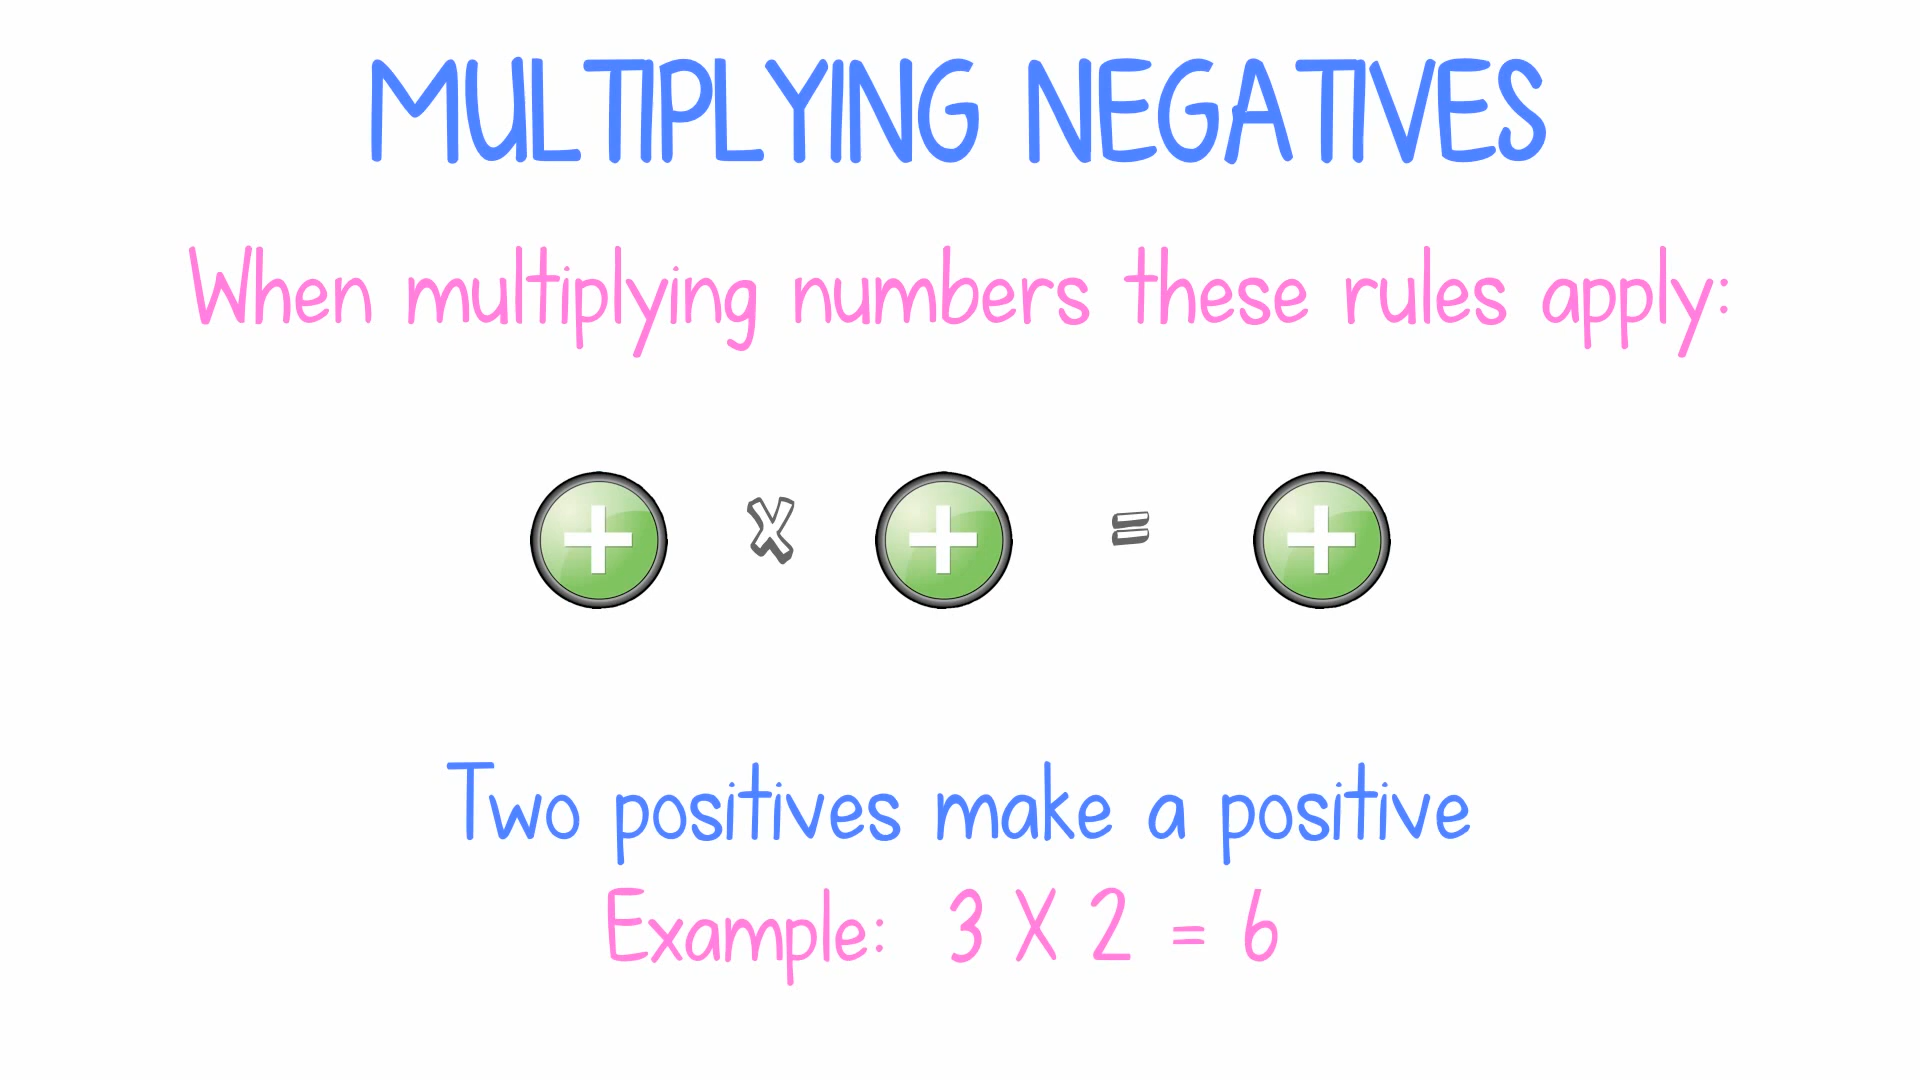 MULTIPLYING NEGATIVES
When multiplying numbers these rules apply:
+ x + = +
Two positives make a positive
Example: 3 X 2 = 6